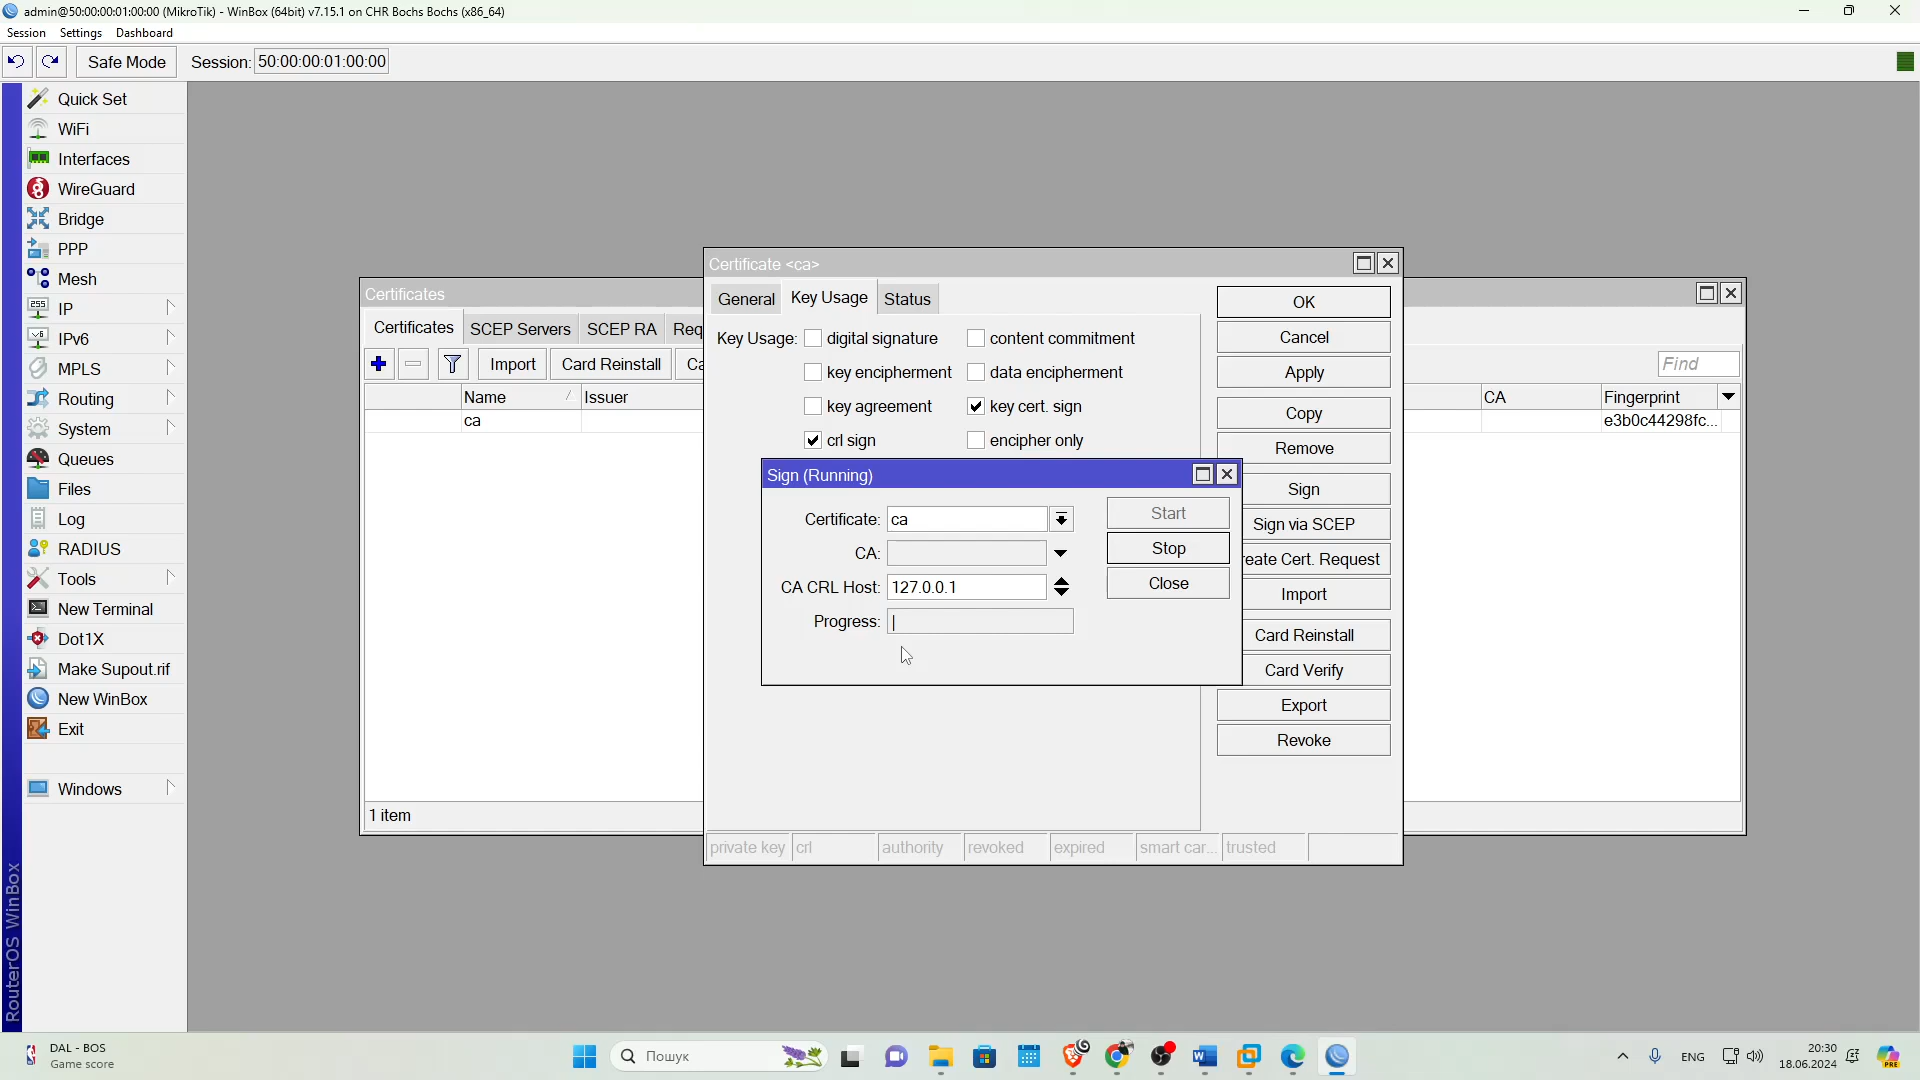 admin@50:00:00:01:00:00 (MikroTik) - WinBox (64bit) v7.15.1 on CHR Bochs Bochs (x86_64)
Session Settings Dashboard
Safe Mode Session: 50:00:00:01:00:00
Quick Set
WiFi
Interfaces
WireGuard
Bridge
PPP
Mesh
IP
IPv6
MPLS
Routing
System
Queues
Files
Log
RADIUS
Tools
New Terminal
Dot1X
Make Supout.rif
New WinBox
Exit
Windows
RouterOS WinBox
Certificates
Certificates SCEP Servers SCEP RA Req
Import Card Reinstall Ca
Find
Name Issuer CA Fingerprint
ca e3b0c44298fc...
1 item
Certificate <ca>
General Key Usage Status
Key Usage: digital signature content commitment
key encipherment data encipherment
key agreement key cert. sign
crl sign encipher only
OK
Cancel
Apply
Copy
Remove
Sign
Sign via SCEP
reate Cert. Request
Import
Card Reinstall
Card Verify
Export
Revoke
private key crl authority revoked expired smart car... trusted
Sign (Running)
Certificate: ca
CA:
CA CRL Host: 127.0.0.1
Progress:
Start
Stop
Close
DAL - BOS
Game score
Пошук
ENG
20:30
18.06.2024
PRE